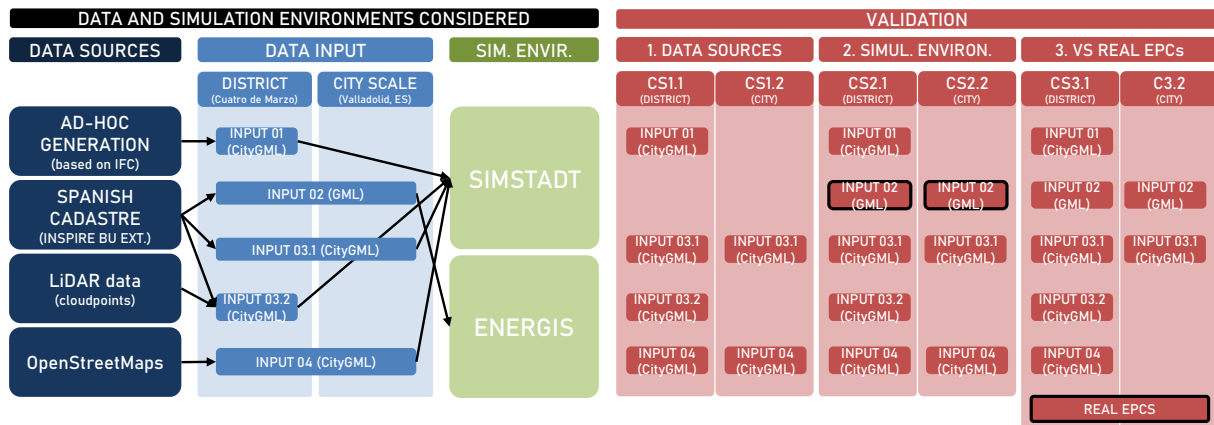 DATA AND SIMULATION ENVIRONMENTS CONSIDERED
DATA SOURCES
DATA INPUT
SIM. ENVIR.
DISTRICT
(Cuatro de Marzo)
CITY SCALE
(Valladolid, ES)
AD-HOC
GENERATION
(based on IFC)
SPANISH
CADASTRE
(INSPIRE BU EXT.)
LiDAR data
(cloudpoints)
OpenStreetMaps
INPUT 01
(CityGML)
INPUT 02 (GML)
INPUT 03.1 (CityGML)
INPUT 03.2
(CityGML)
INPUT 04 (CityGML)
SIMSTADT
ENERGIS
VALIDATION
1. DATA SOURCES
2. SIMUL. ENVIRON.
3. VS REAL EPCs
CS1.1
(DISTRICT)
CS1.2
(CITY)
CS2.1
(DISTRICT)
CS2.2
(CITY)
CS3.1
(DISTRICT)
C3.2
(CITY)
INPUT 01
(CityGML)
INPUT 01
(CityGML)
INPUT 01
(CityGML)
INPUT 02
(GML)
INPUT 02
(GML)
INPUT 02
(GML)
INPUT 02
(GML)
INPUT 03.1
(CityGML)
INPUT 03.1
(CityGML)
INPUT 03.1
(CityGML)
INPUT 03.1
(CityGML)
INPUT 03.1
(CityGML)
INPUT 03.1
(CityGML)
INPUT 03.2
(CityGML)
INPUT 03.2
(CityGML)
INPUT 03.2
(CityGML)
INPUT 04
(CityGML)
INPUT 04
(CityGML)
INPUT 04
(CityGML)
INPUT 04
(CityGML)
INPUT 04
(CityGML)
REAL EPCS